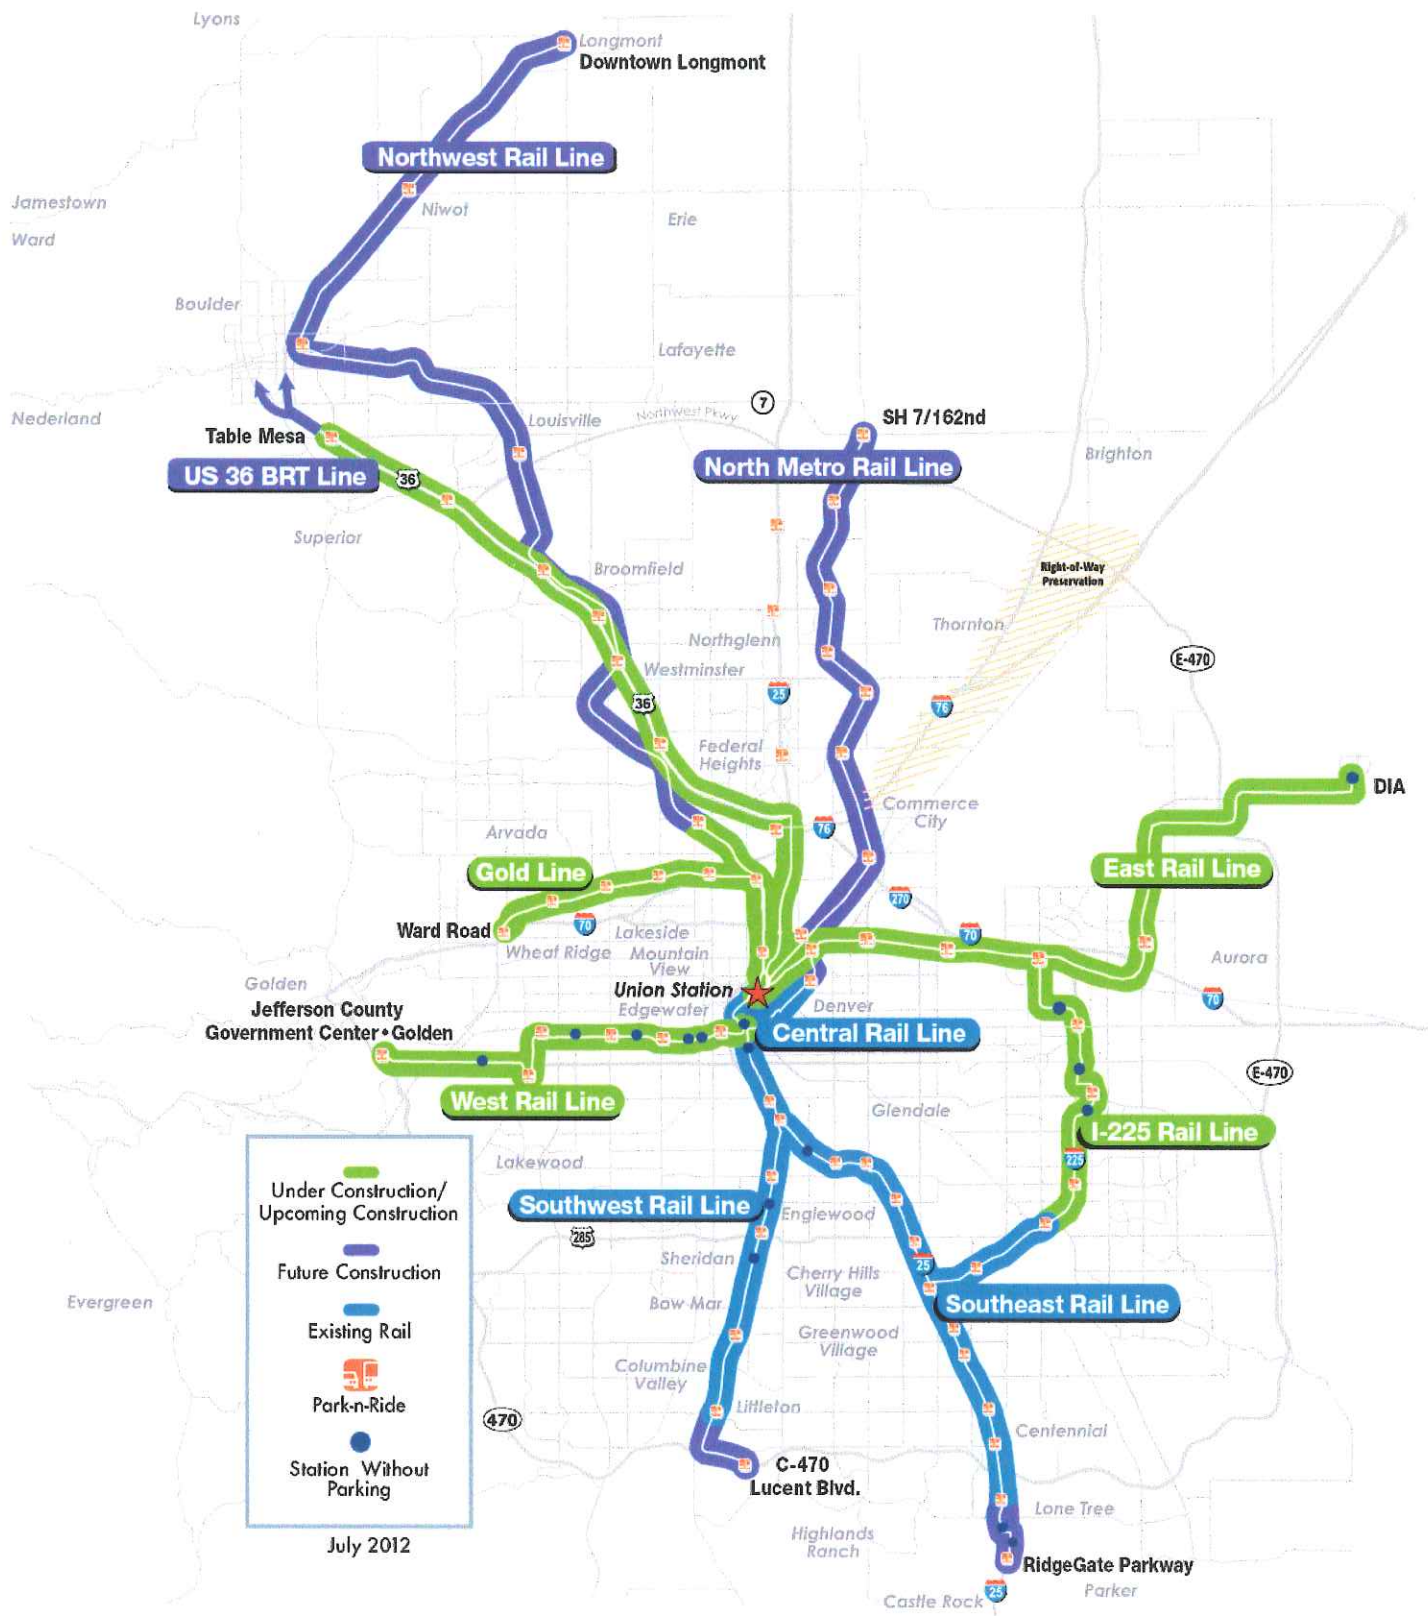 Lyons
Longmont
Downtown Longmont
Northwest Rail Line
Jamestown
Niwot
Erie
Ward
Boulder
Lafayette
Nederland
Louisville
Northwest Pkwy
7
SH 7/162nd
Table Mesa
US 36 BRT Line
36
North Metro Rail Line
Brighton
Superior
Broomfield
Right-of-Way
Preservation
Thornton
Northglenn
Westminster
E-470
25
36
76
Federal
Heights
DIA
Commerce
City
76
Arvada
Gold Line
East Rail Line
270
Ward Road
70
Lakeside
70
Wheat Ridge
Mountain
View
Aurora
Golden
Union Station
70
Jefferson County
Government Center • Golden
Edgewater
Denver
Central Rail Line
E-470
West Rail Line
Glendale
I-225 Rail Line
225
Lakewood
Southwest Rail Line
Englewood
285
Sheridan
25
Cherry Hills
Village
Evergreen
Bow Mar
Southeast Rail Line
Greenwood
Village
Columbine
Valley
Littleton
470
Centennial
C-470
Lucent Blvd.
Lone Tree
Highlands
Ranch
RidgeGate Parkway
25
Castle Rock
Parker
Under Construction/
Upcoming Construction
Future Construction
Existing Rail
Park-n-Ride
Station Without
Parking
July 2012